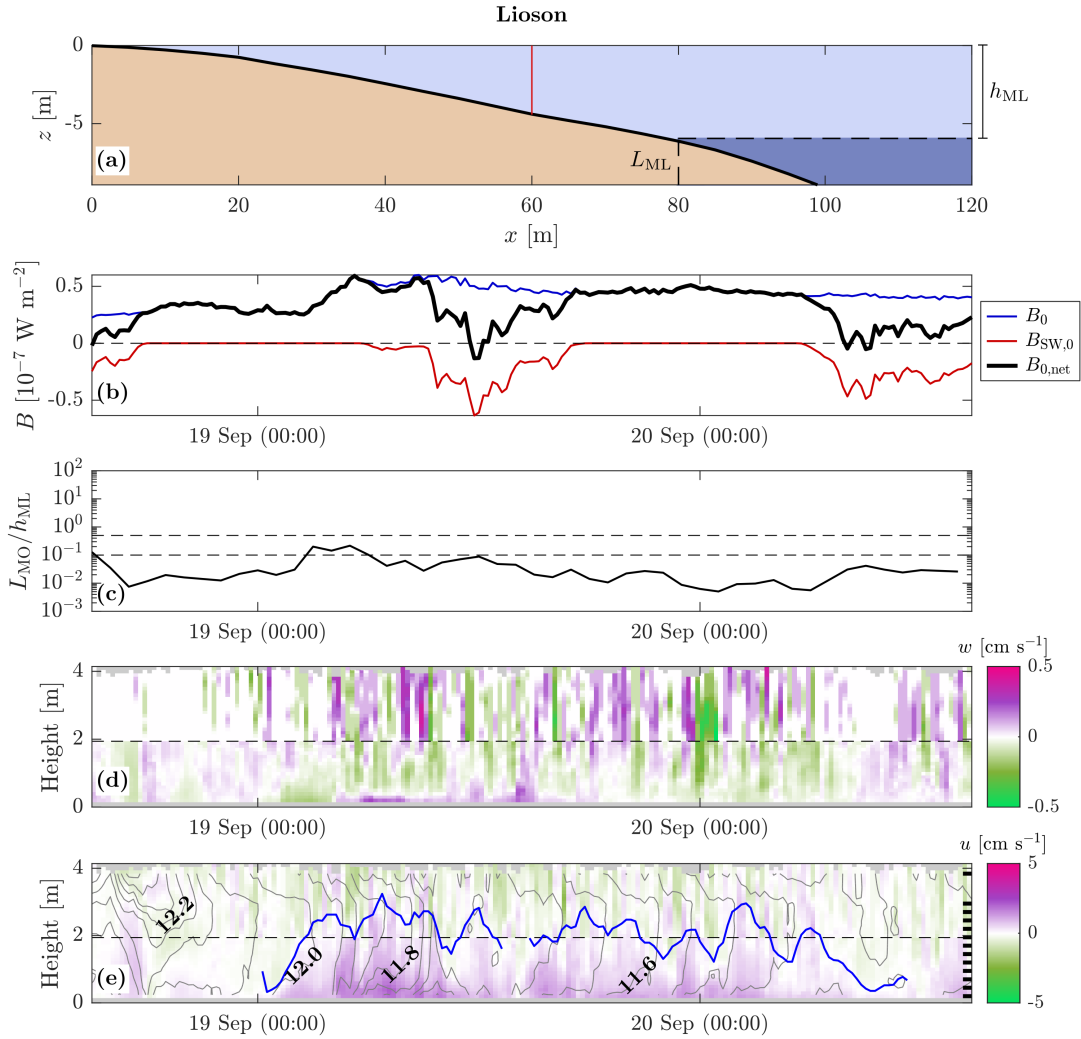 Lioson
0
-5
z [m]
(a)
L_ML
h_ML
0 20 40 60 80 100 120
x [m]
0.5
0
-0.5
B [10^-7 W m^-2]
(b)
B_0
B_SW,0
B_0,net
19 Sep (00:00) 20 Sep (00:00)
10^2
10^1
10^0
10^-1
10^-2
10^-3
L_MO/h_ML
(c)
19 Sep (00:00) 20 Sep (00:00)
w [cm s^-1]
4
2
0
Height [m]
(d)
0.5
0
-0.5
19 Sep (00:00) 20 Sep (00:00)
u [cm s^-1]
4
2
0
Height [m]
(e)
12.2
12.0
11.8
11.6
5
0
-5
19 Sep (00:00) 20 Sep (00:00)